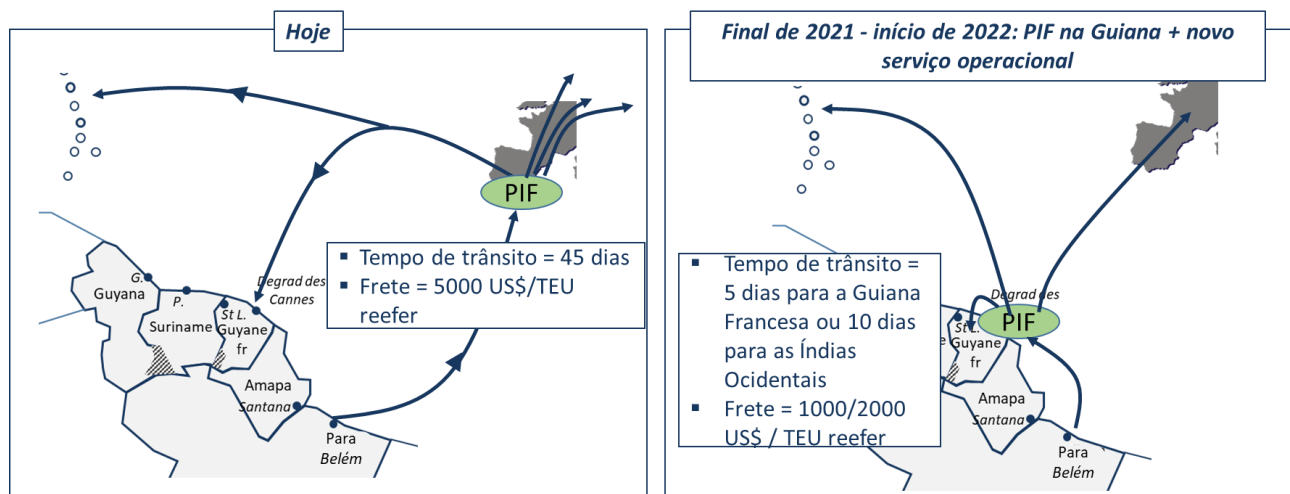 Hoje
PIF
▪ Tempo de trânsito = 45 dias
▪ Frete = 5000 US$/TEU
reefer
G.
Guyana
P.
Suriname
Degrad des
Cannes
St L.
Guyane
fr
Amapa
Santana
Para
Belém
Final de 2021 - início de 2022: PIF na Guiana + novo
serviço operacional
▪ Tempo de trânsito =
5 dias para a Guiana
Francesa ou 10 dias
para as Índias
Ocidentais
▪ Frete = 1000/2000
US$ / TEU reefer
Degrad des
PIF
St L.
e Guyane
fr
Amapa
Santana
Para
Belém